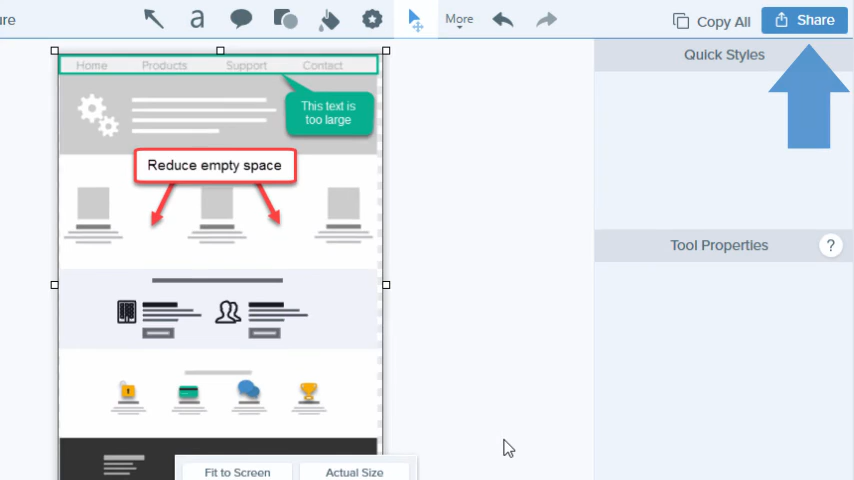 ure
a
More
Copy All
Share
Quick Styles
Home Products Support Contact
This text is
too large
Reduce empty space
Tool Properties
?
Fit to Screen
Actual Size